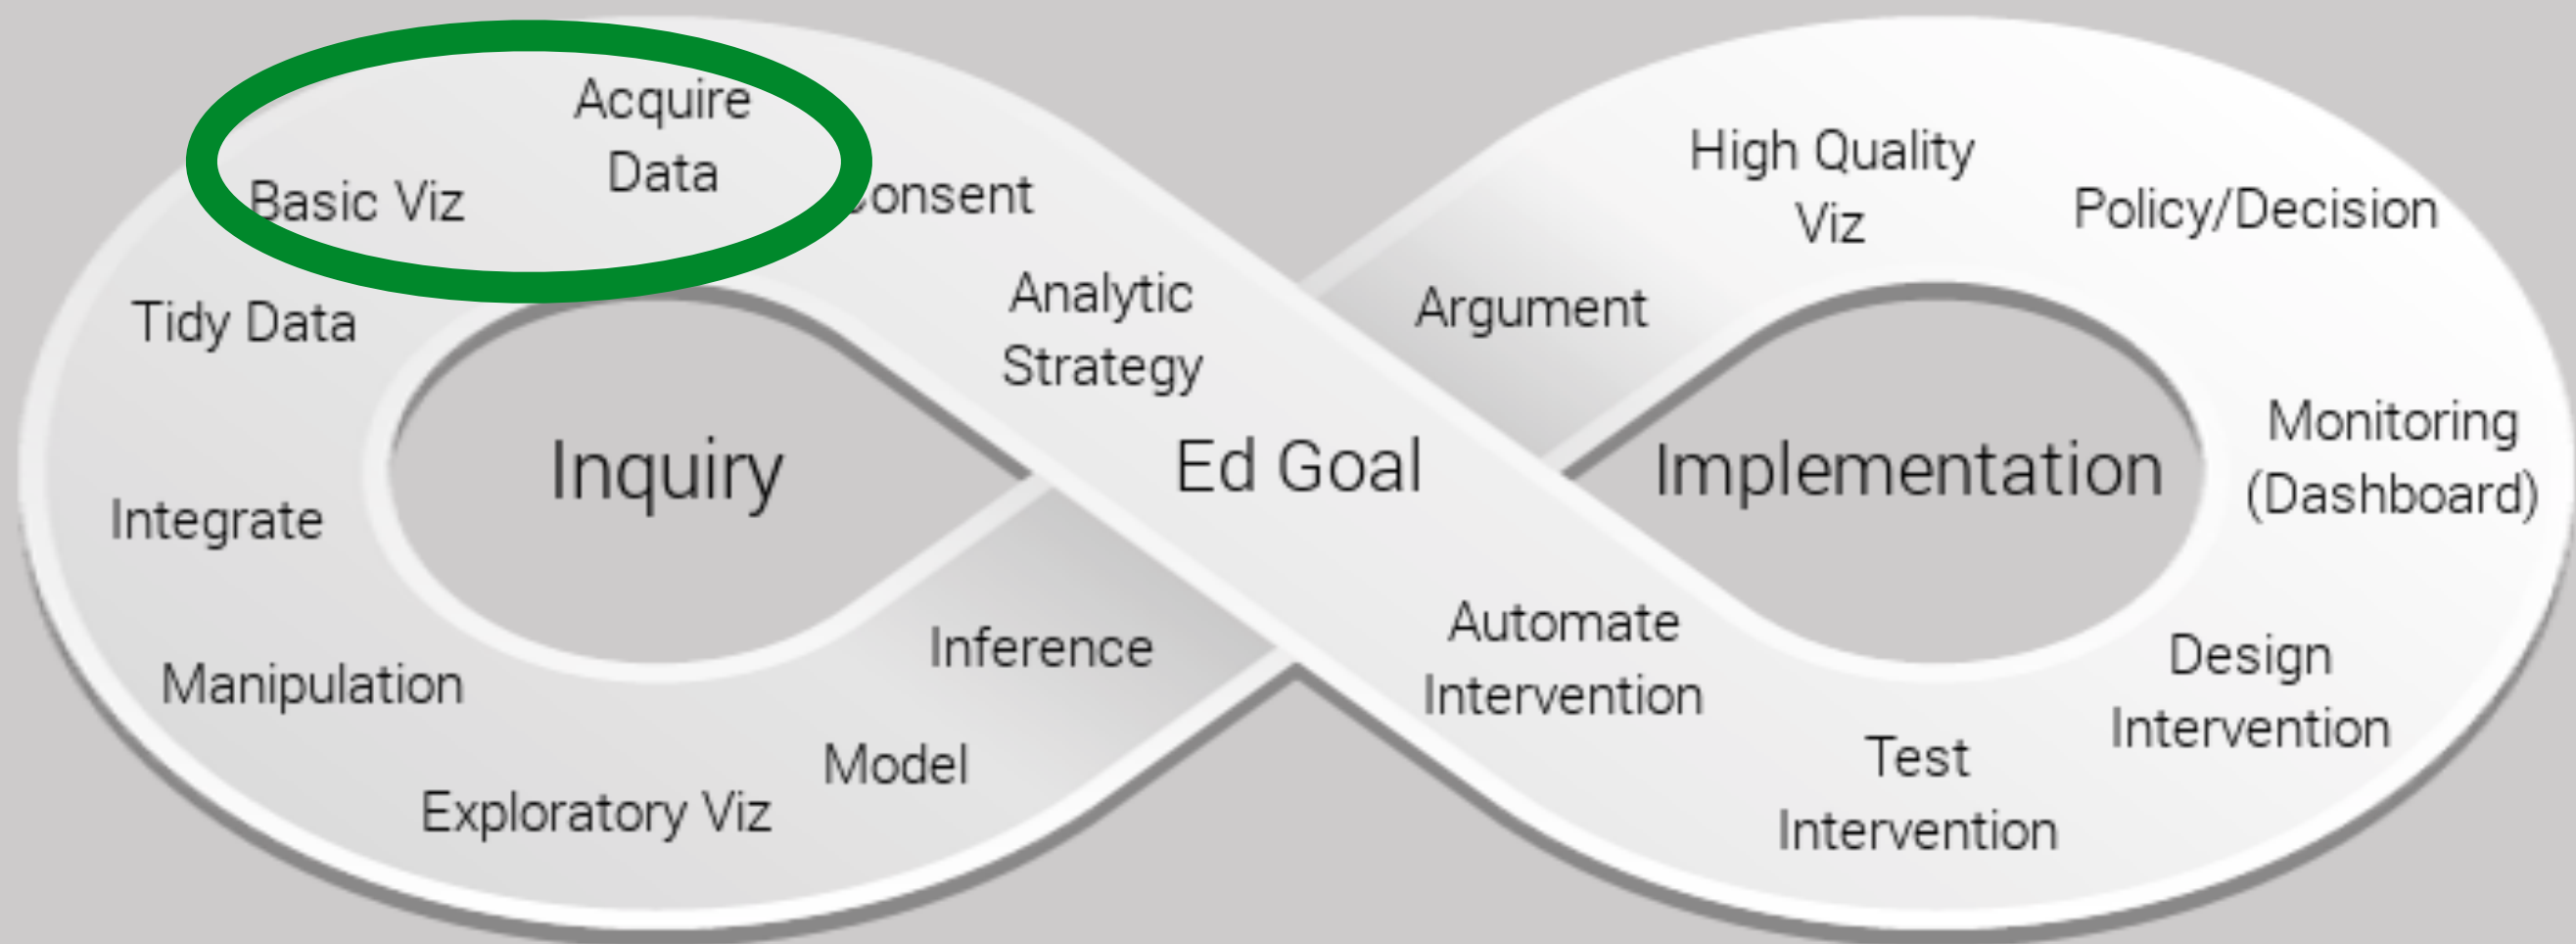 Acquire
Data
Basic Viz
onsent
Tidy Data
Analytic
Strategy
Inquiry
Ed Goal
Integrate
Manipulation
Exploratory Viz
Model
Inference
High Quality
Viz
Policy/Decision
Argument
Implementation
Monitoring
(Dashboard)
Design
Intervention
Test
Intervention
Automate
Intervention